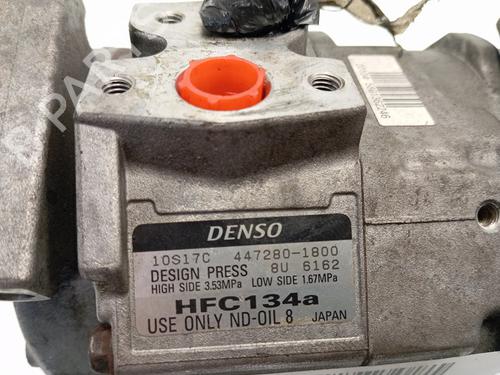 DENSO
10S17C 447280-1800
DESIGN PRESS 8U 6162
HIGH SIDE 3.53MPa LOW SIDE 1.67MPa
HFC134a
USE ONLY ND-OIL 8 JAPAN